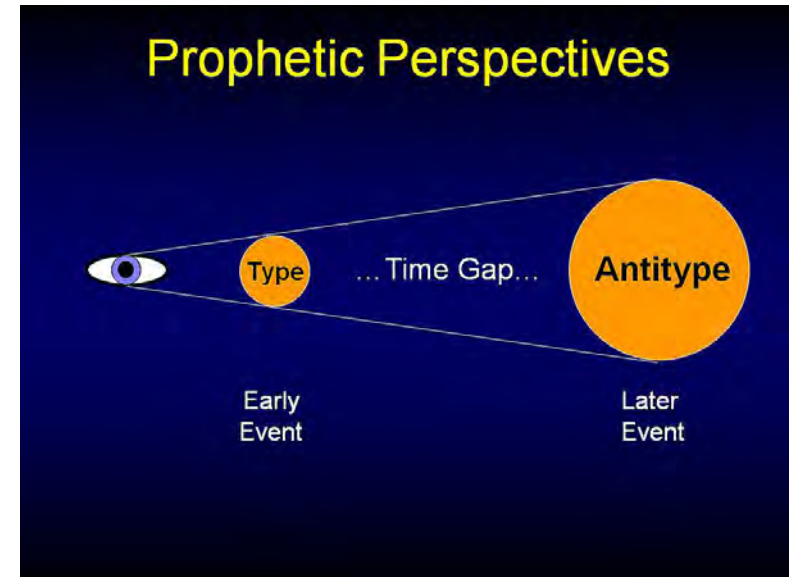 Prophetic Perspectives
Type
...Time Gap...
Antitype
Early
Event
Later
Event